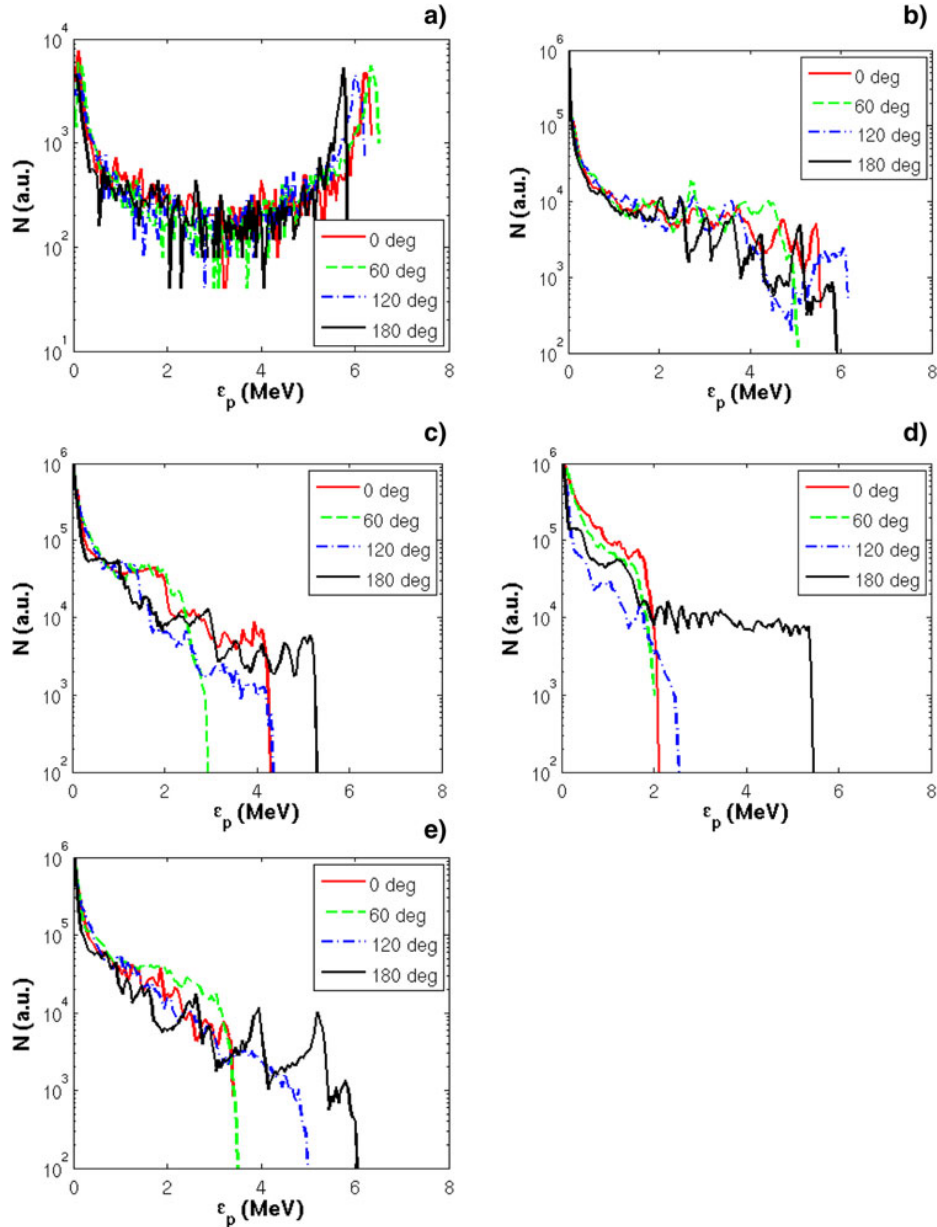 a)
10^4
10^3
10^2
10^1
N (a.u.)
0 deg
60 deg
120 deg
180 deg
0 2 4 6 8
ε_p (MeV)
b)
10^6
10^5
10^4
10^3
10^2
N (a.u.)
0 deg
60 deg
120 deg
180 deg
0 2 4 6 8
ε_p (MeV)
c)
10^6
10^5
10^4
10^3
10^2
N (a.u.)
0 deg
60 deg
120 deg
180 deg
0 2 4 6 8
ε_p (MeV)
d)
10^6
10^5
10^4
10^3
10^2
N (a.u.)
0 deg
60 deg
120 deg
180 deg
0 2 4 6 8
ε_p (MeV)
e)
10^6
10^5
10^4
10^3
10^2
N (a.u.)
0 deg
60 deg
120 deg
180 deg
0 2 4 6 8
ε_p (MeV)